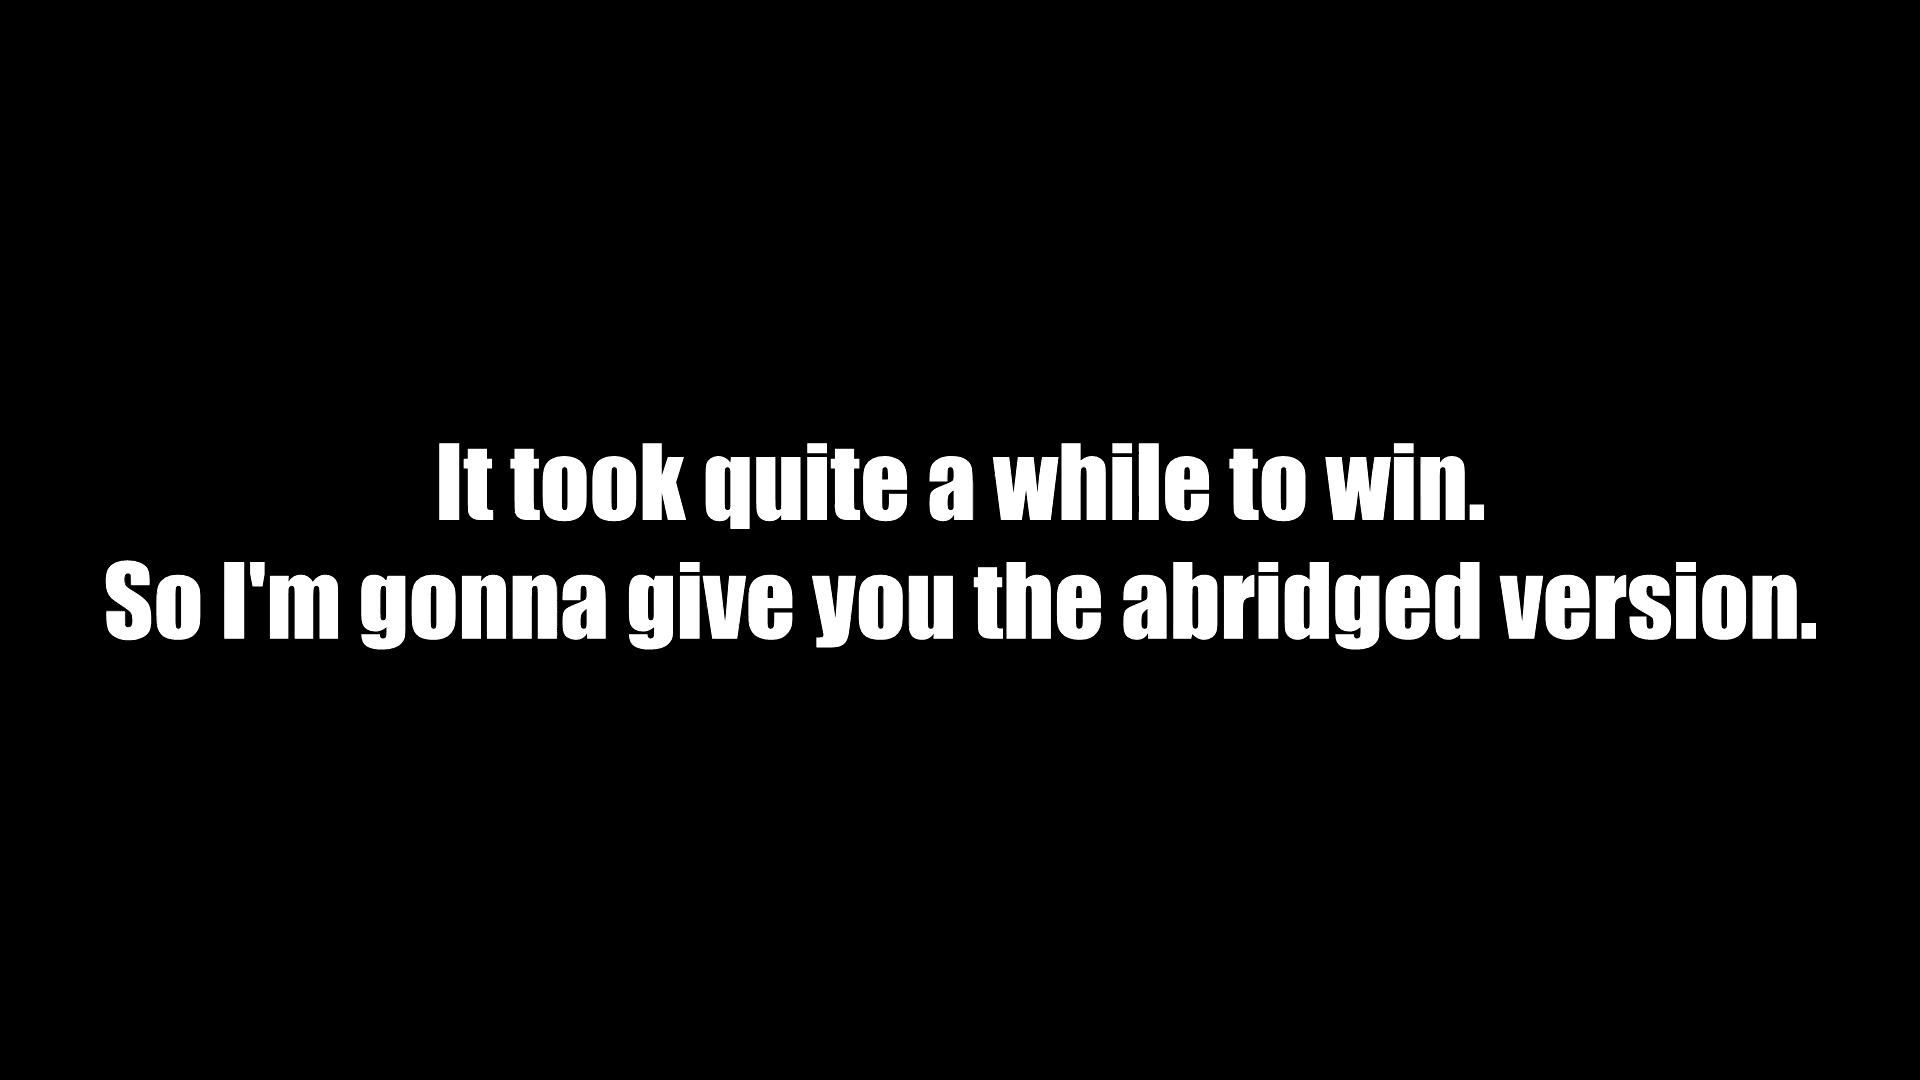 It took quite a while to win.
So I'm gonna give you the abridged version.